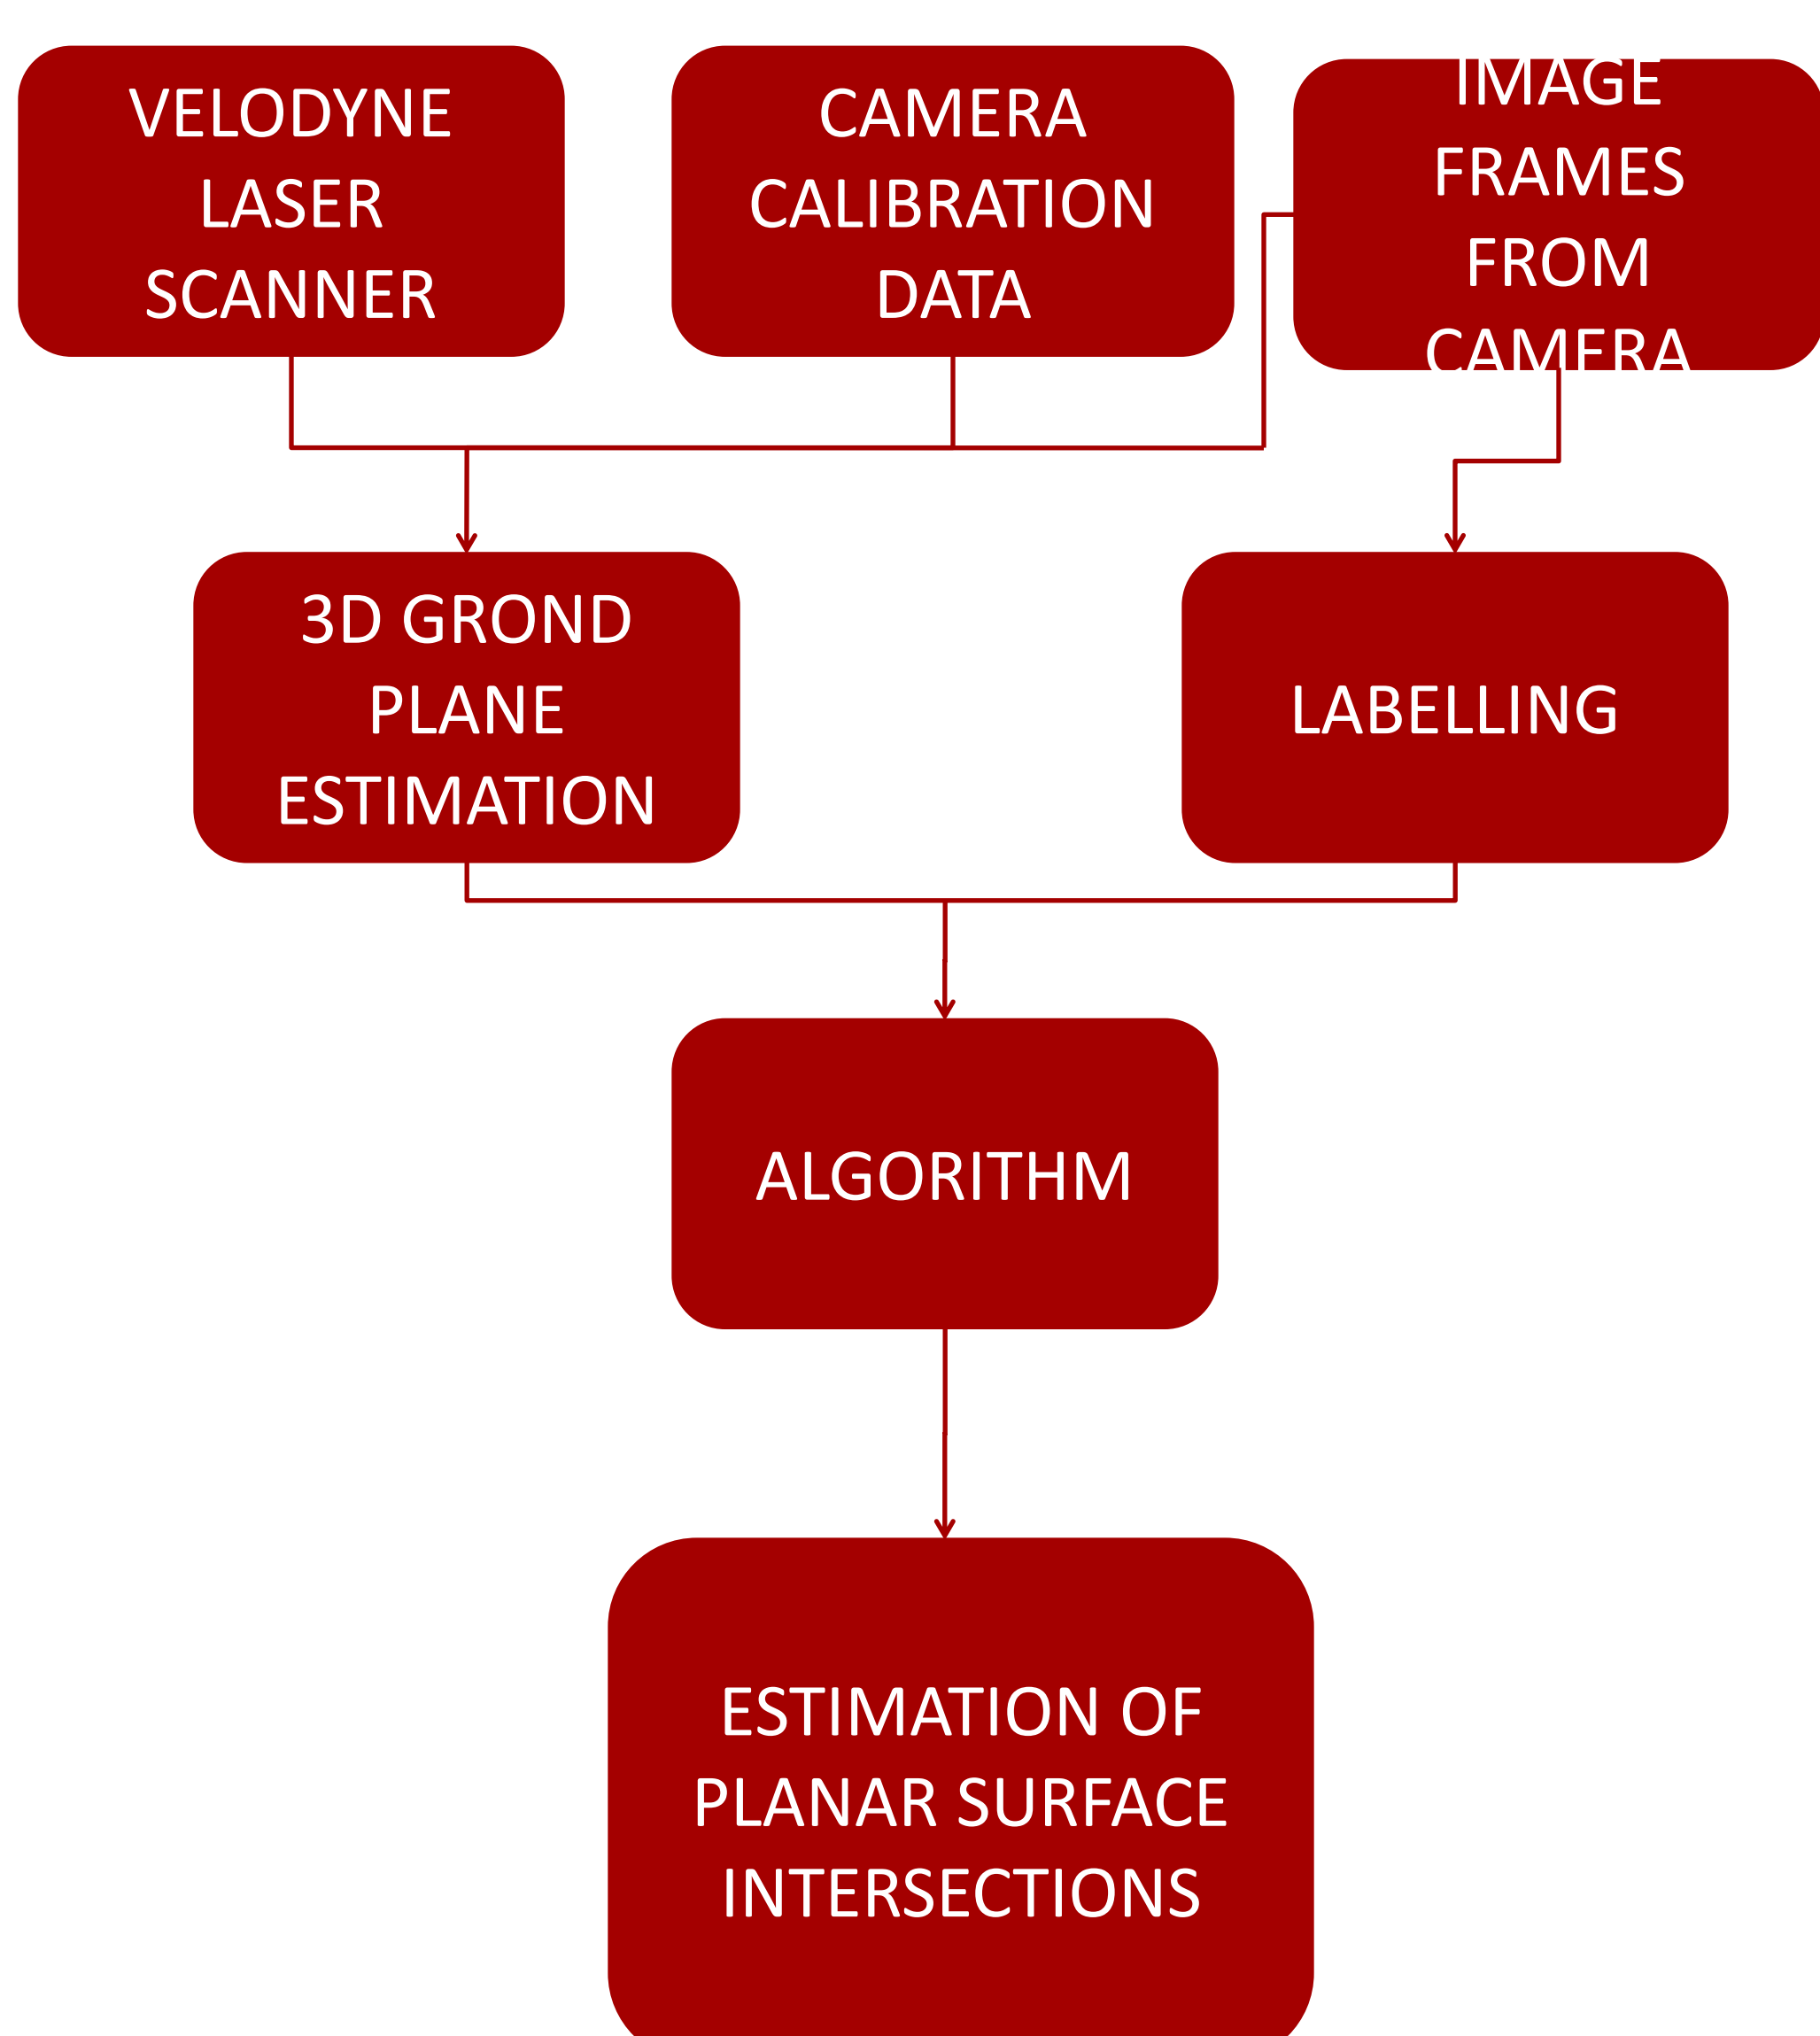 VELODYNE
LASER
SCANNER
CAMERA
CALIBRATION
DATA
IMAGE
FRAMES
FROM
CAMERA
3D GROND
PLANE
ESTIMATION
LABELLING
ALGORITHM
ESTIMATION OF
PLANAR SURFACE
INTERSECTIONS